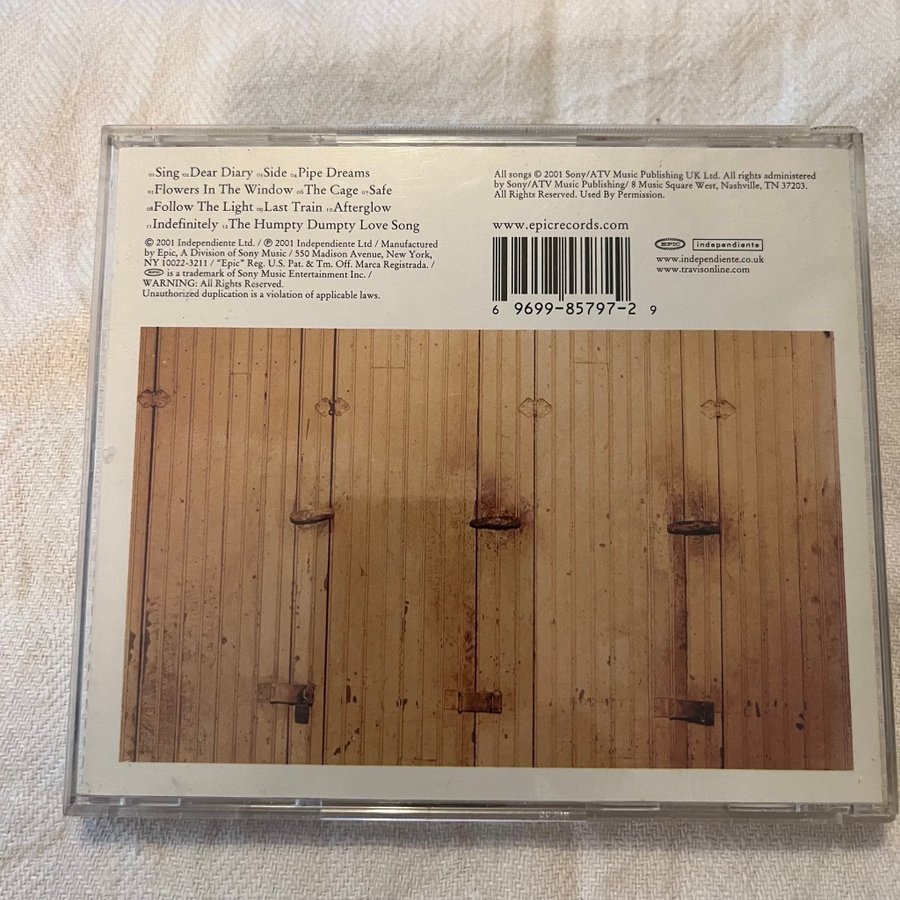 01 Sing 02 Dear Diary 03 Side 04 Pipe Dreams
05 Flowers In The Window 06 The Cage 07 Safe
08 Follow The Light 09 Last Train 10 Afterglow
11 Indefinitely 12 The Humpty Dumpty Love Song
© 2001 Independiente Ltd. / ℗ 2001 Independiente Ltd / Manufactured
by Epic, A Division of Sony Music / 550 Madison Avenue, New York,
NY 10022-3211 / "Epic" Reg. U.S. Pat. & Tm. Off. Marca Registrada. /
EPIC is a trademark of Sony Music Entertainment Inc. /
WARNING: All Rights Reserved.
Unauthorized duplication is a violation of applicable laws.
All songs © 2001 Sony/ATV Music Publishing UK Ltd. All rights administered
by Sony/ATV Music Publishing/ 8 Music Square West, Nashville, TN 37203.
All Rights Reserved. Used By Permission.
www.epicrecords.com
6 9699-85797-2 9
EPIC independiente
www.independiente.co.uk
www.travisonline.com